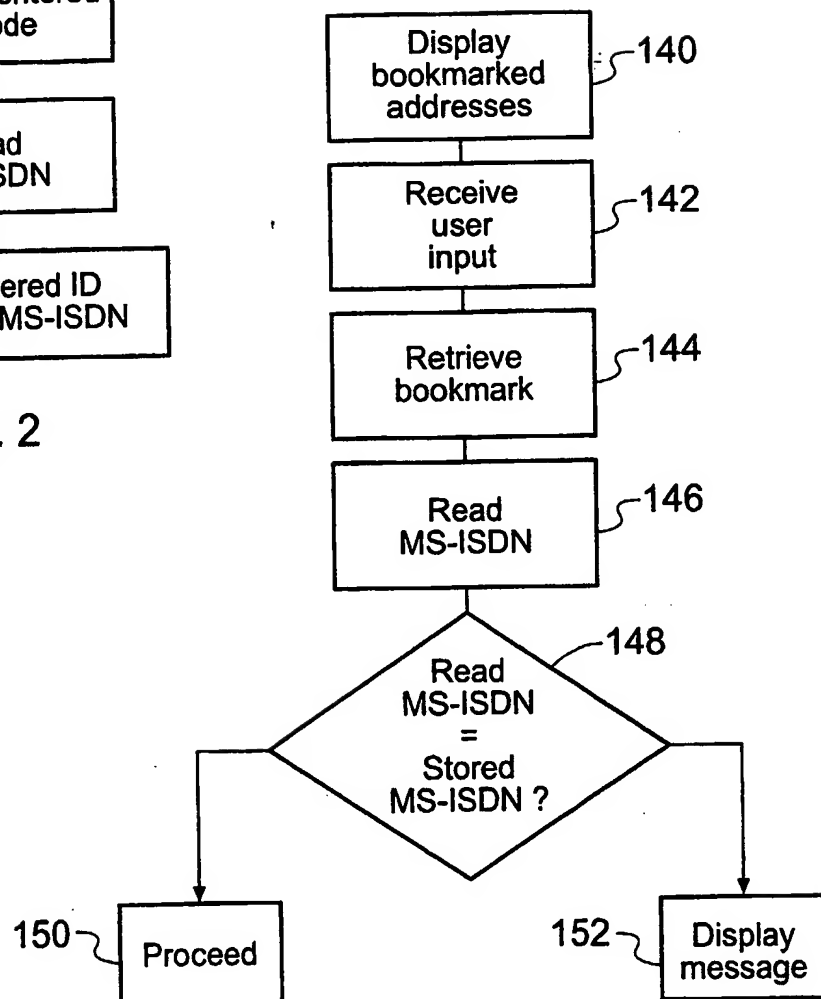 ode
SDN
ered ID
MS-ISDN
. 2
Display
bookmarked
addresses
140
Receive
user
input
142
Retrieve
bookmark
144
Read
MS-ISDN
146
Read
MS-ISDN
=
Stored
MS-ISDN ?
148
150
Proceed
152
Display
message